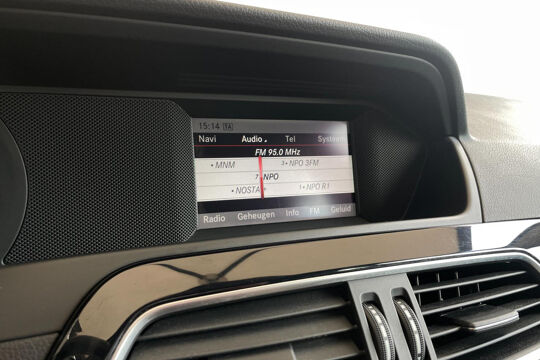 15:14 TA
Navi Audio Tel System
FM 95.0 MHz
• MNM 3• NPO 3FM
7• NPO
• NOSTA + 1• NPO R1
Radio Geheugen Info FM Geluid